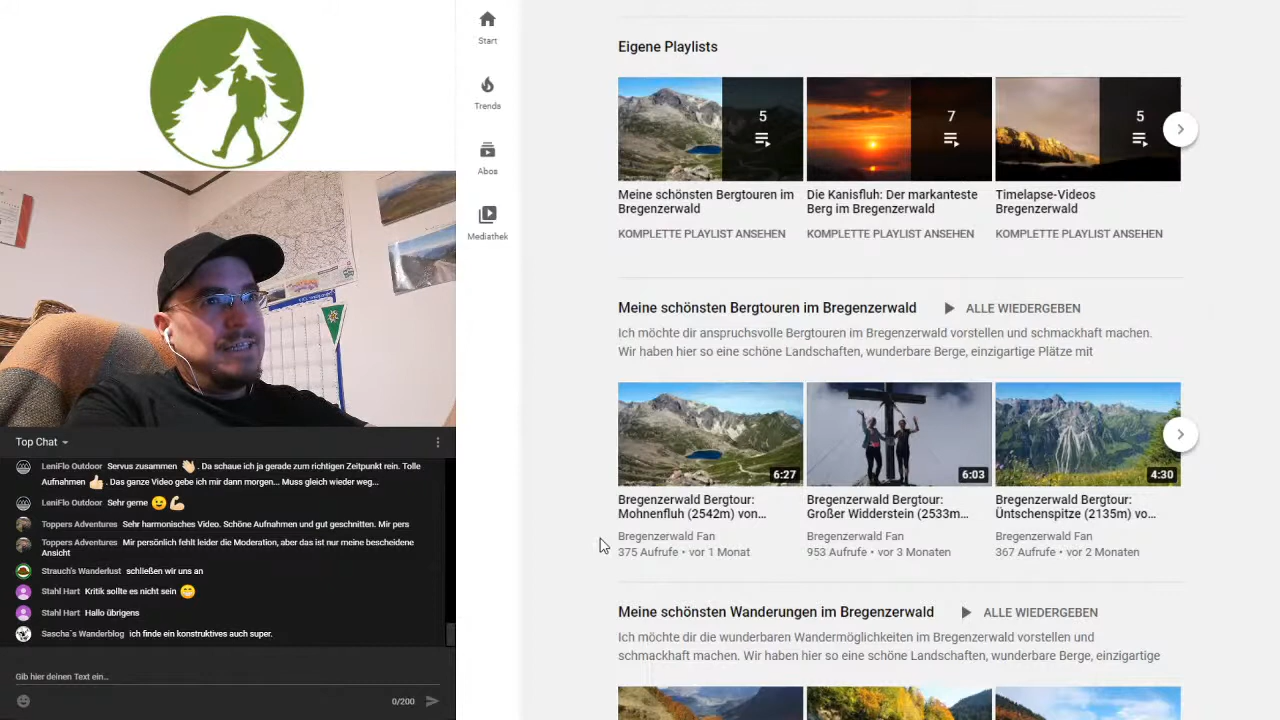 Top Chat
LeniFlo Outdoor Servus zusammen 👋. Da schaue ich ja gerade zum richtigen Zeitpunkt rein. Tolle
Aufnahmen 👍. Das ganze Video gebe ich mir dann morgen... Muss gleich wieder weg...
LeniFlo Outdoor Sehr gerne 😉💪
Toppers Adventures Sehr harmonisches Video. Schöne Aufnahmen und gut geschnitten. Mir pers
Toppers Adventures Mir persönlich fehlt leider die Moderation, aber das ist nur meine bescheidene
Ansicht
Strauch's Wanderlust schließen wir uns an
Stahl Hart Kritik sollte es nicht sein 😁
Stahl Hart Hallo übrigens
Sascha´s Wanderblog ich finde ein konstruktives auch super.
Gib hier deinen Text ein...
0/200
Start
Trends
Abos
Mediathek
Eigene Playlists
5
7
5
Meine schönsten Bergtouren im
Bregenzerwald
KOMPLETTE PLAYLIST ANSEHEN
Die Kanisfluh: Der markanteste
Berg im Bregenzerwald
KOMPLETTE PLAYLIST ANSEHEN
Timelapse-Videos
Bregenzerwald
KOMPLETTE PLAYLIST ANSEHEN
Meine schönsten Bergtouren im Bregenzerwald ALLE WIEDERGEBEN
Ich möchte dir anspruchsvolle Bergtouren im Bregenzerwald vorstellen und schmackhaft machen.
Wir haben hier so eine schöne Landschaften, wunderbare Berge, einzigartige Plätze mit
6:27
6:03
4:30
Bregenzerwald Bergtour:
Mohnenfluh (2542m) von...
Bregenzerwald Fan
375 Aufrufe • vor 1 Monat
Bregenzerwald Bergtour:
Großer Widderstein (2533m...
Bregenzerwald Fan
953 Aufrufe • vor 3 Monaten
Bregenzerwald Bergtour:
Üntschenspitze (2135m) vo...
Bregenzerwald Fan
367 Aufrufe • vor 2 Monaten
Meine schönsten Wanderungen im Bregenzerwald ALLE WIEDERGEBEN
Ich möchte dir die wunderbaren Wandermöglichkeiten im Bregenzerwald vorstellen und
schmackhaft machen. Wir haben hier so eine schöne Landschaften, wunderbare Berge, einzigartige